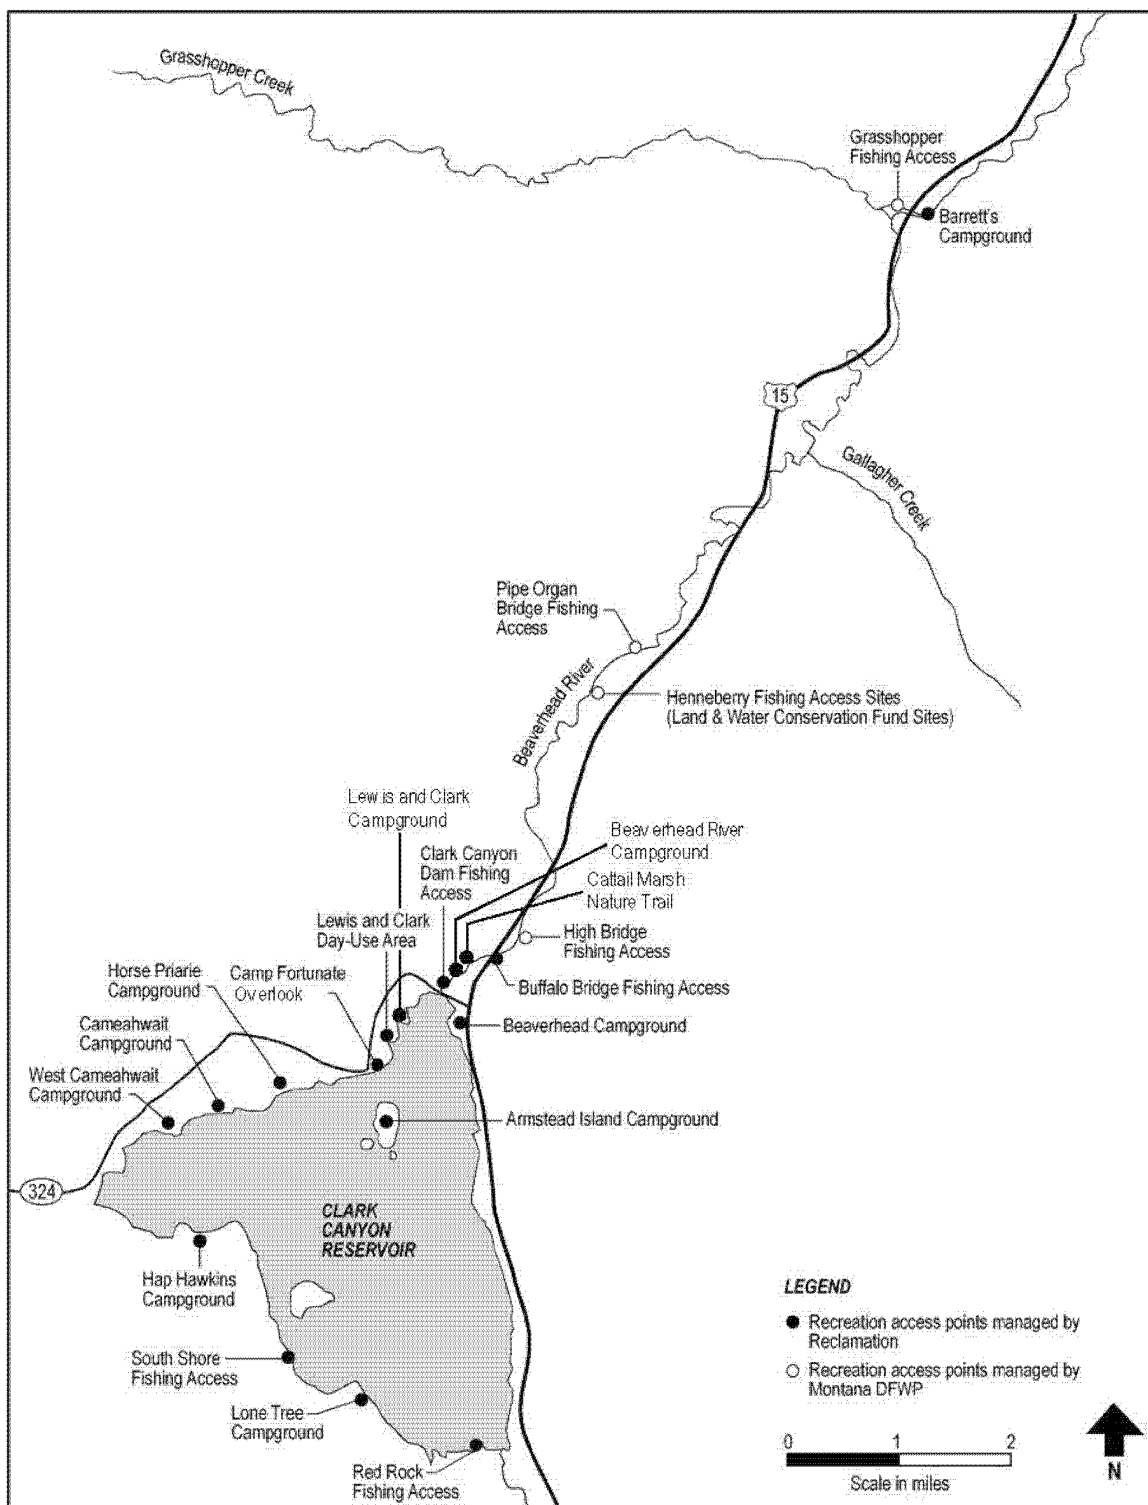 Grasshopper Creek
Grasshopper
Fishing Access
Barrett's
Campground
15
Gallagher Creek
Pipe Organ
Bridge Fishing
Access
Beaverhead River
Henneberry Fishing Access Sites
(Land & Water Conservation Fund Sites)
Lewis and Clark
Campground
Beaverhead River
Campground
Clark Canyon
Dam Fishing
Access
Cattail Marsh
Nature Trail
Lewis and Clark
Day-Use Area
High Bridge
Fishing Access
Horse Priarie
Campground
Camp Fortunate
Overlook
Buffalo Bridge Fishing Access
Cameahwait
Campground
Beaverhead Campground
West Cameahwait
Campground
Armstead Island Campground
324
CLARK
CANYON
RESERVOIR
Hap Hawkins
Campground
South Shore
Fishing Access
Lone Tree
Campground
Red Rock
Fishing Access
LEGEND
Recreation access points managed by
Reclamation
Recreation access points managed by
Montana DFWP
0 1 2
Scale in miles
N